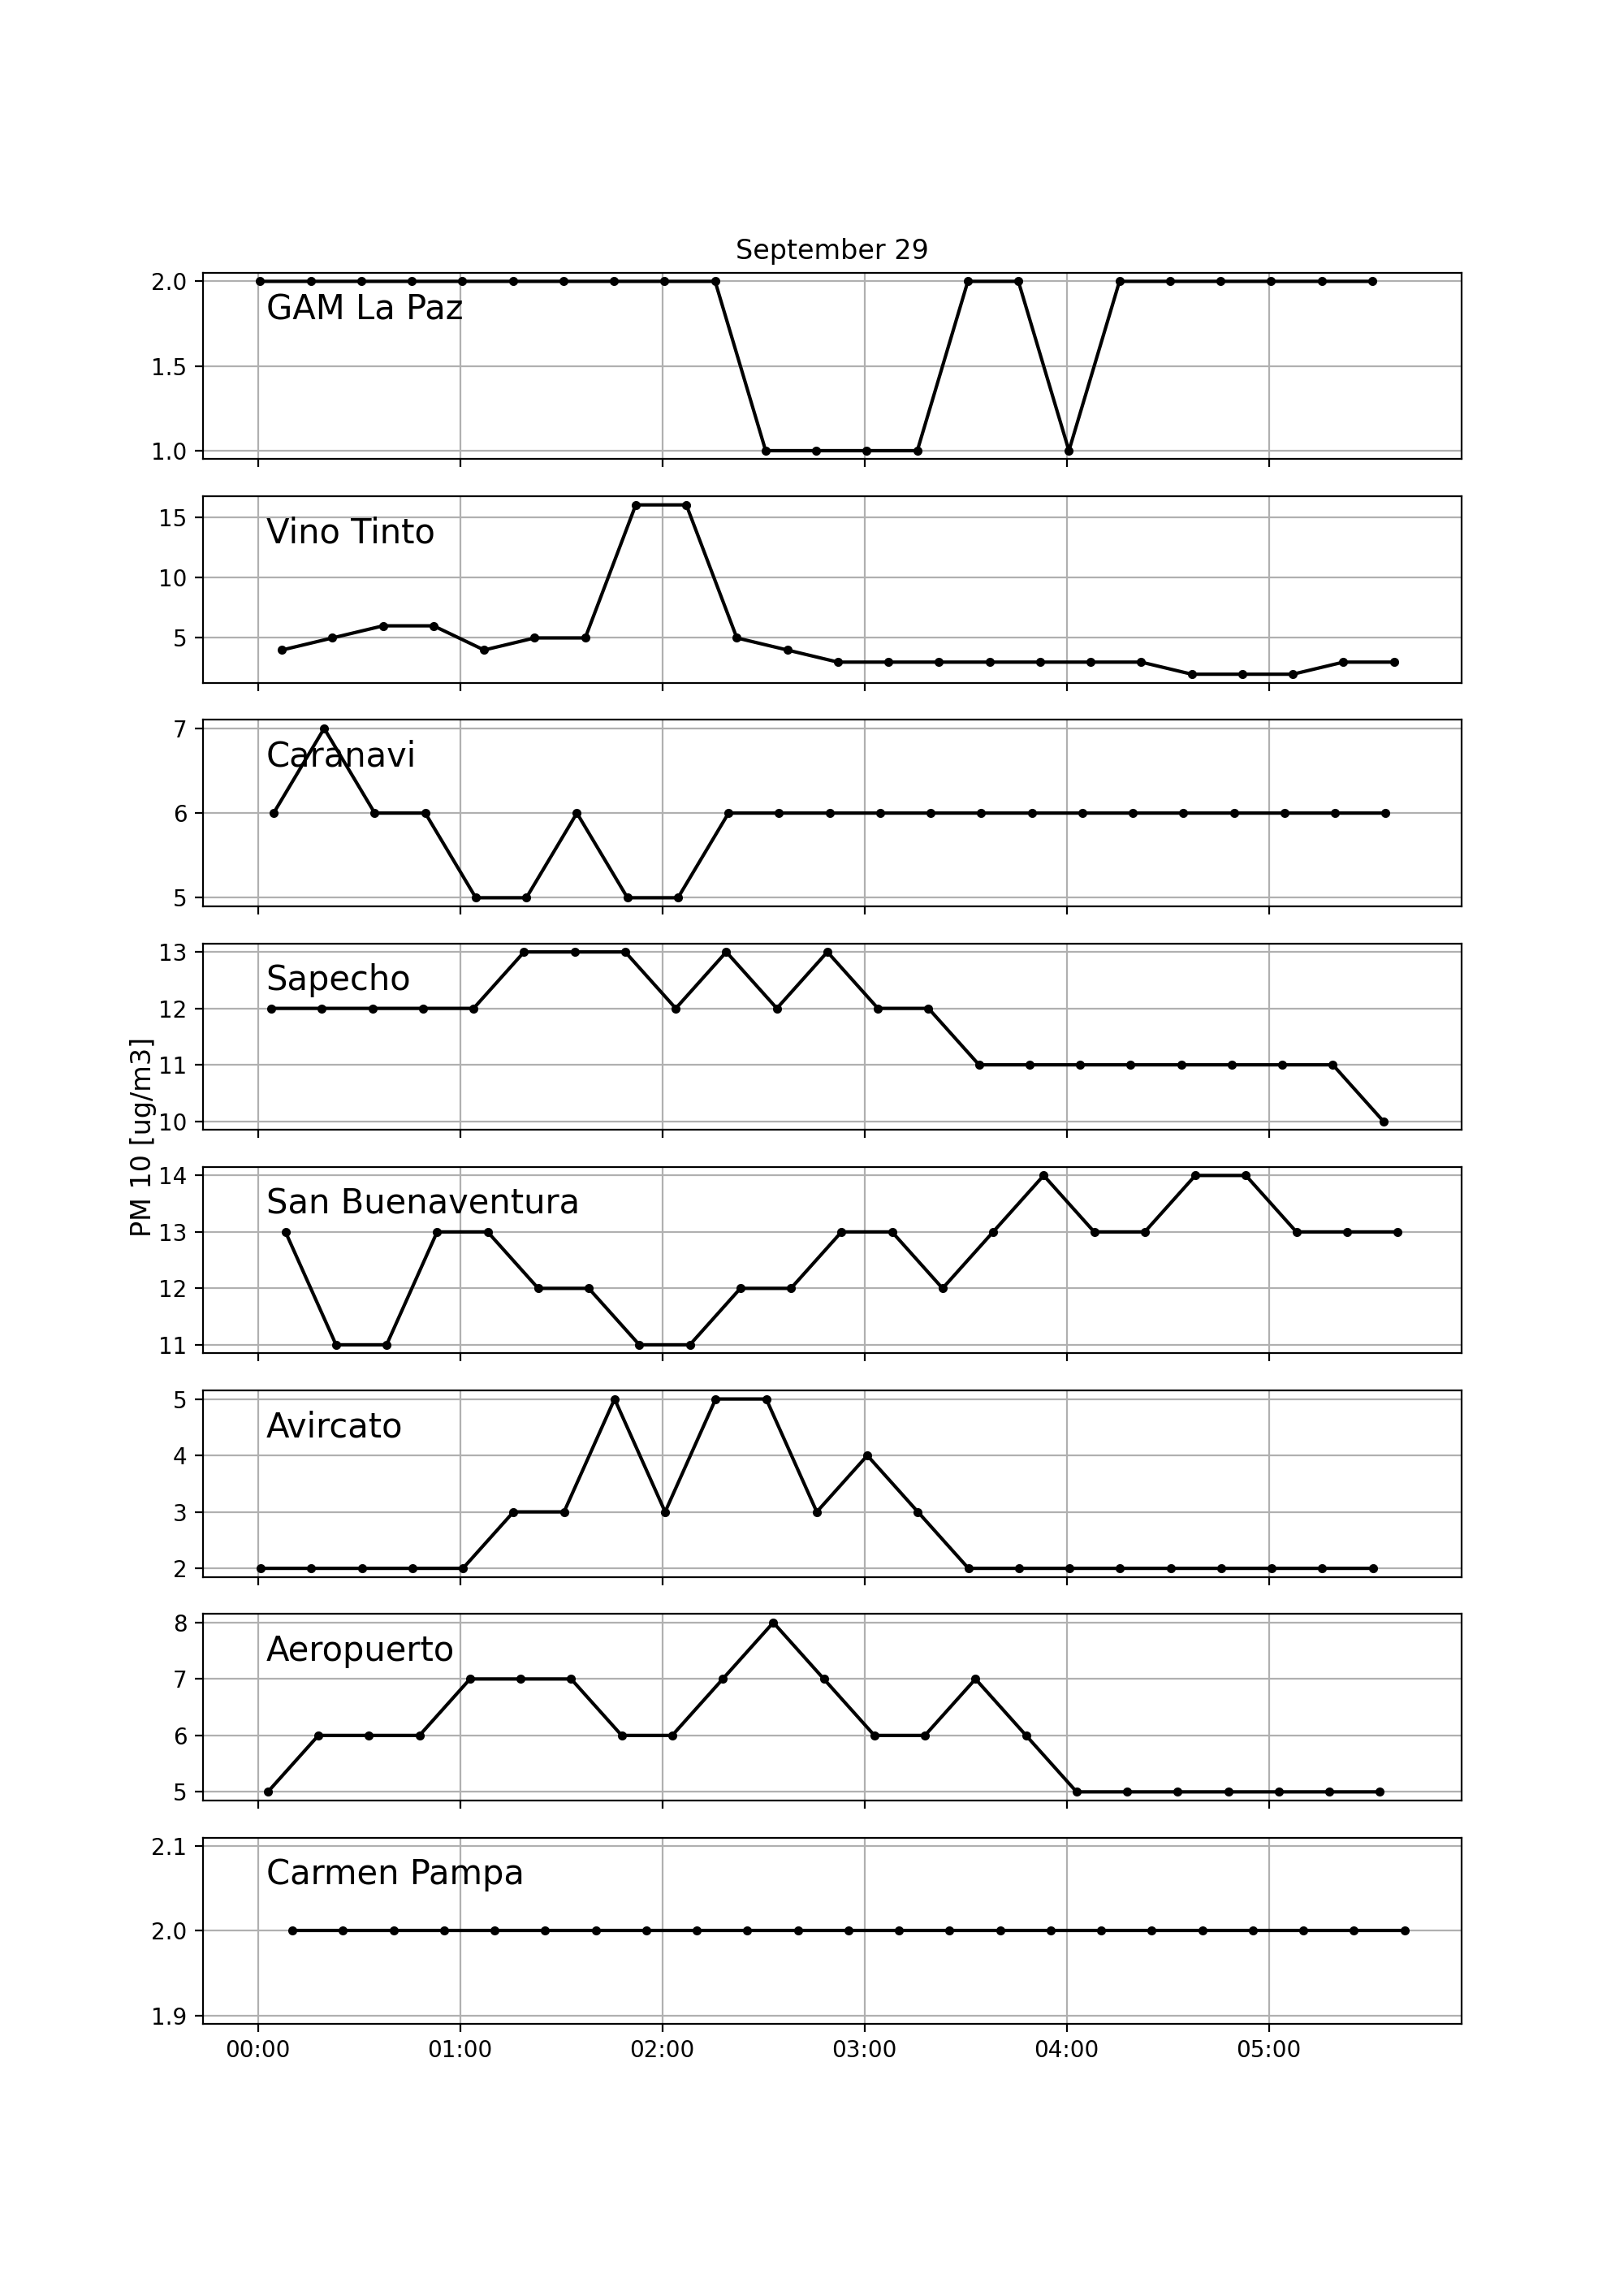 September 29
2.0
GAM La Paz
1.5
1.0
15
Vino Tinto
10
5
7
Caranavi
6
5
13
Sapecho
12
11
10
PM 10 [ug/m3]
14
San Buenaventura
13
12
11
5
Avircato
4
3
2
8
Aeropuerto
7
6
5
2.1
Carmen Pampa
2.0
1.9
00:00 01:00 02:00 03:00 04:00 05:00